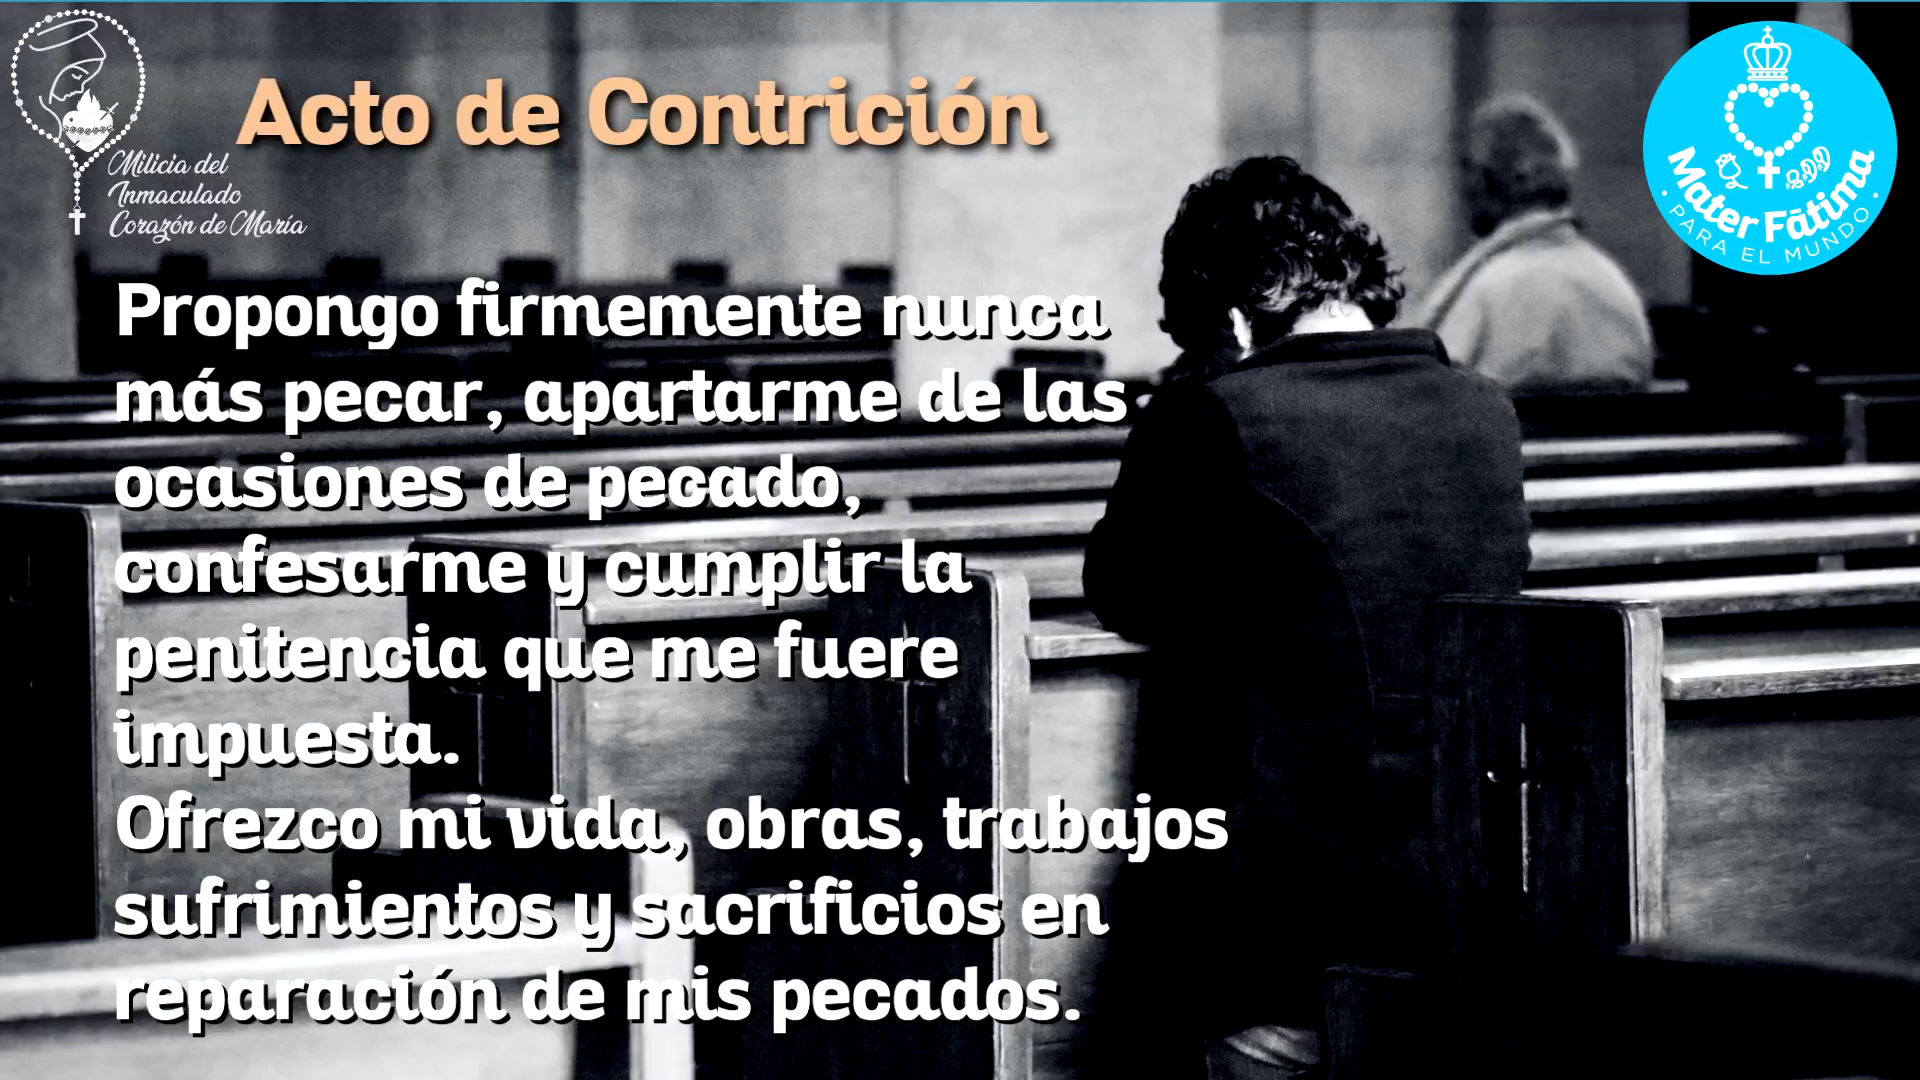 Acto de Contrición
Milicia del
Inmaculado
Corazón de María
Mater Fátima
PARA EL MUNDO
Propongo firmemente nunca
más pecar, apartarme de las
ocasiones de pecado,
confesarme y cumplir la
penitencia que me fuere
impuesta.
Ofrezco mi vida, obras, trabajos
sufrimientos y sacrificios en
reparación de mis pecados.